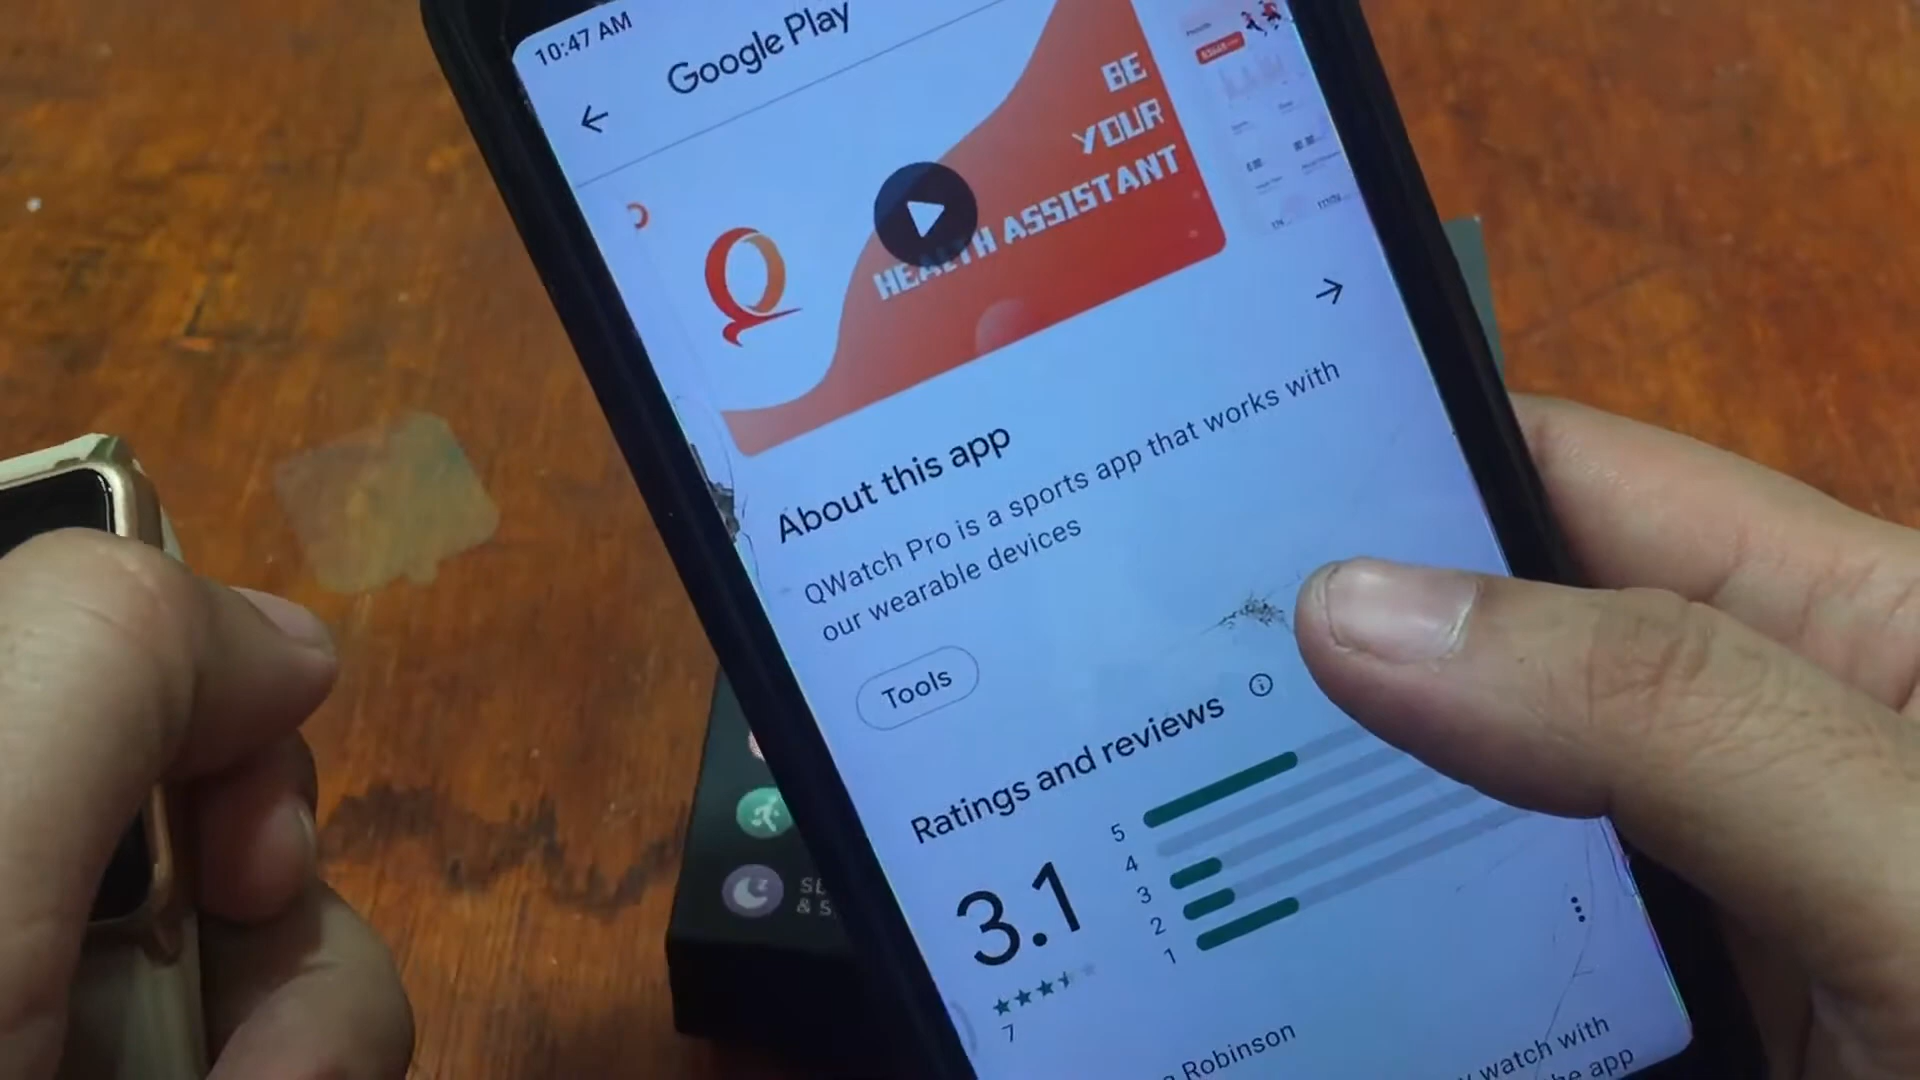 10:47 AM
Google Play
BE
YOUR
HEALTH ASSISTANT
About this app
QWatch Pro is a sports app that works with
our wearable devices
Tools
Ratings and reviews
5
4
3
2
1
3.1
7
Robinson
watch with
app